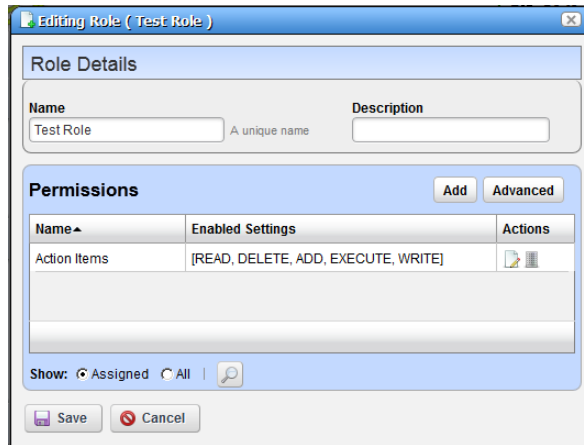 Editing Role ( Test Role )
Role Details
Name
Description
Test Role
A unique name
Permissions
Add
Advanced
Name
Enabled Settings
Actions
Action Items
[READ, DELETE, ADD, EXECUTE, WRITE]
Show:
Assigned
All
Save
Cancel